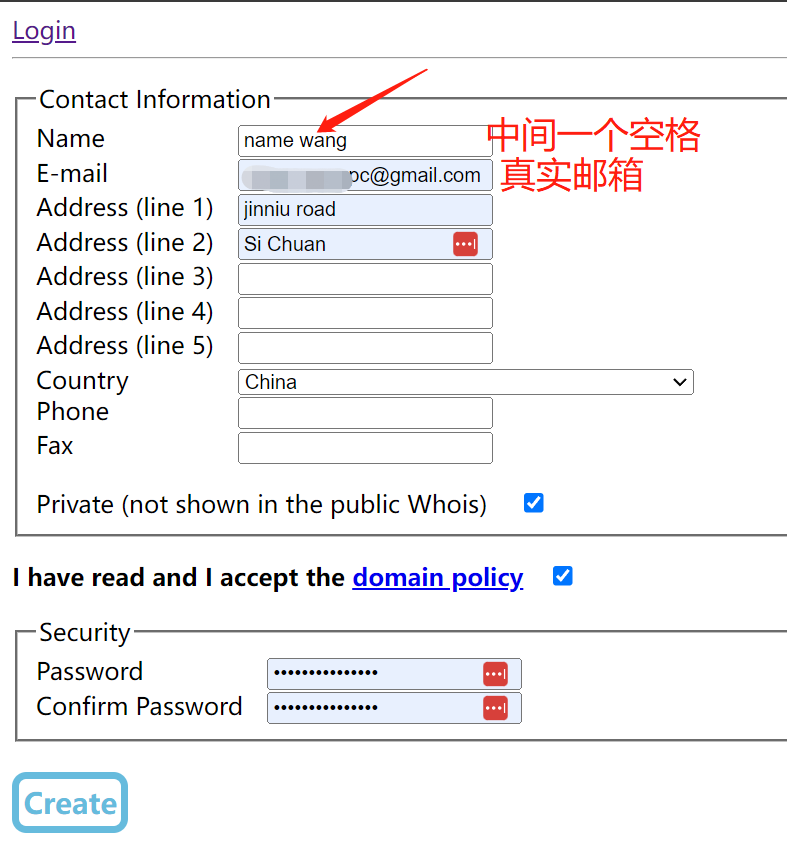 Login
Contact Information
Name name wang 中间一个空格
E-mail pc@gmail.com 真实邮箱
Address (line 1) jinniu road
Address (line 2) Si Chuan
Address (line 3)
Address (line 4)
Address (line 5)
Country China
Phone
Fax
Private (not shown in the public Whois)
I have read and I accept the domain policy
Security
Password •••••••••••••••
Confirm Password •••••••••••••••
Create